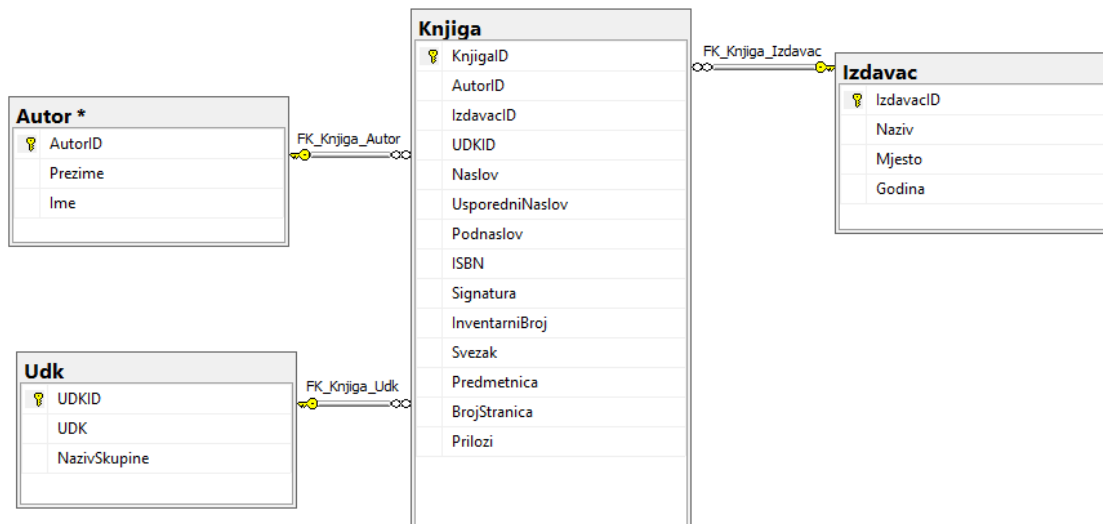 Knjiga
KnjigaID
AutorID
IzdavacID
UDKID
Naslov
UsporedniNaslov
Podnaslov
ISBN
Signatura
InventarniBroj
Svezak
Predmetnica
BrojStranica
Prilozi
FK_Knjiga_Izdavac
Izdavac
IzdavacID
Naziv
Mjesto
Godina
Autor *
AutorID
Prezime
Ime
FK_Knjiga_Autor
Udk
UDKID
UDK
NazivSkupine
FK_Knjiga_Udk